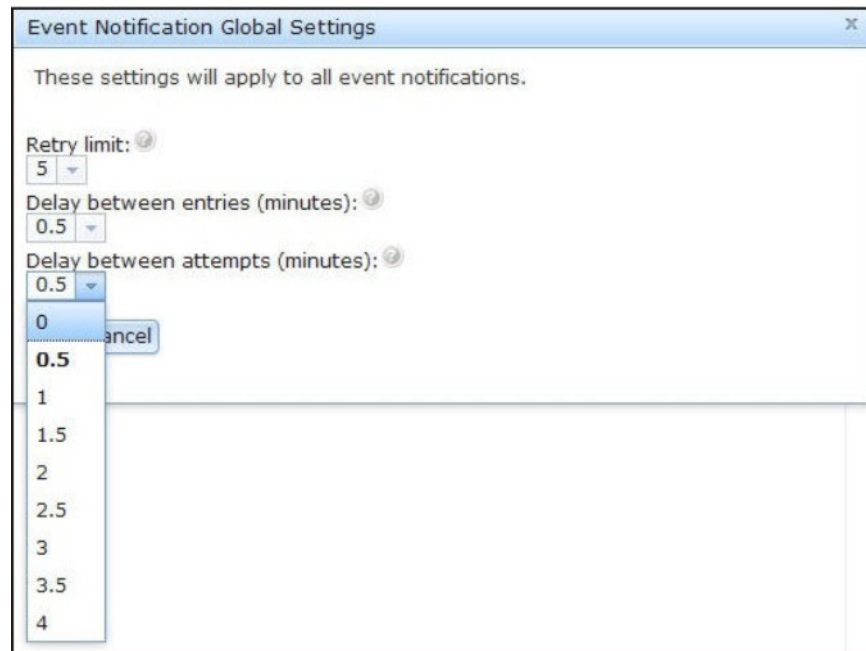 Event Notification Global Settings x
These settings will apply to all event notifications.
Retry limit: ?
5
Delay between entries (minutes): ?
0.5
Delay between attempts (minutes): ?
0.5
0
ancel
0.5
1
1.5
2
2.5
3
3.5
4